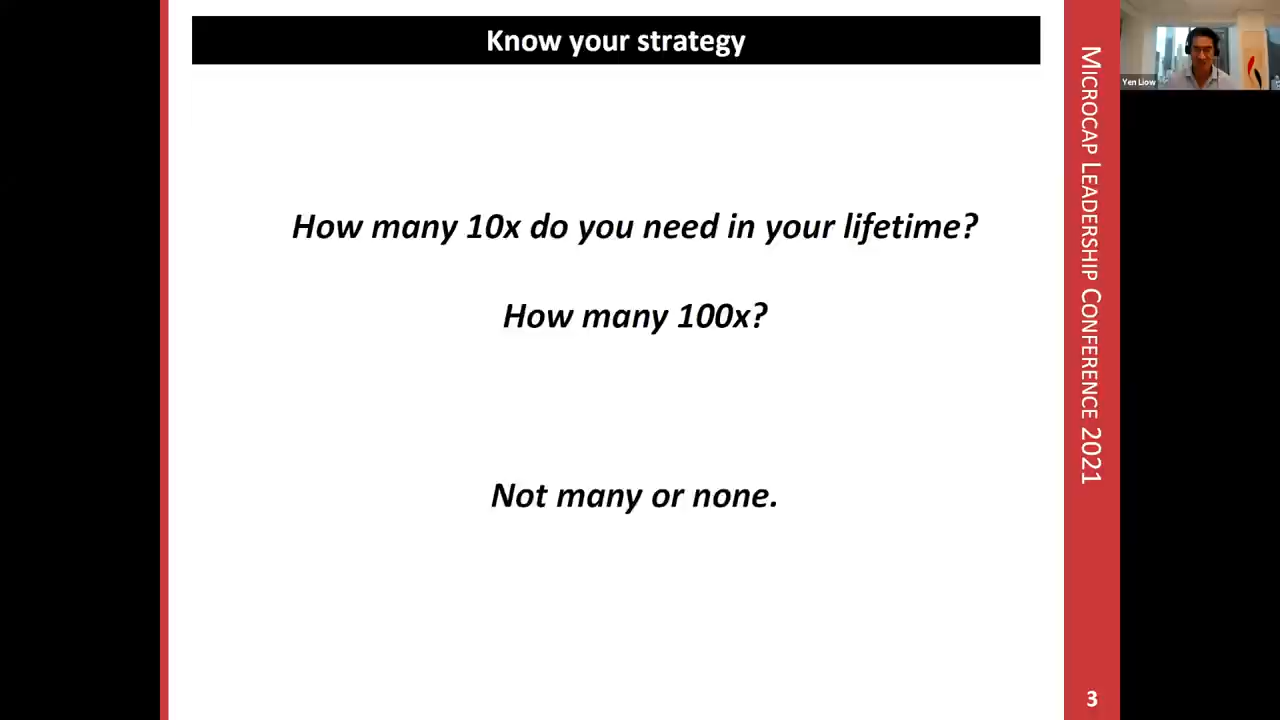 Know your strategy
How many 10x do you need in your lifetime?
How many 100x?
Not many or none.
MICROCAP LEADERSHIP CONFERENCE 2021
3
Yen Liow